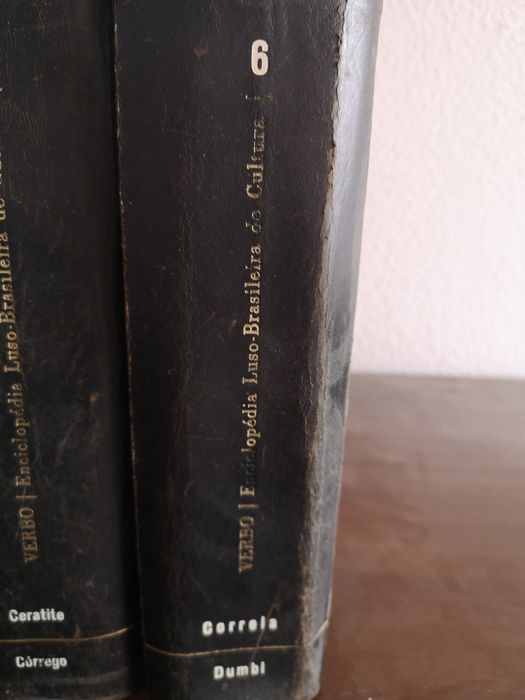 VERBO | Enciclopédia Luso-Brasileira de
Ceratite
Córrego
6
VERBO | Enciclopédia Luso-Brasileira de Cultura |
Correia
Dumbi